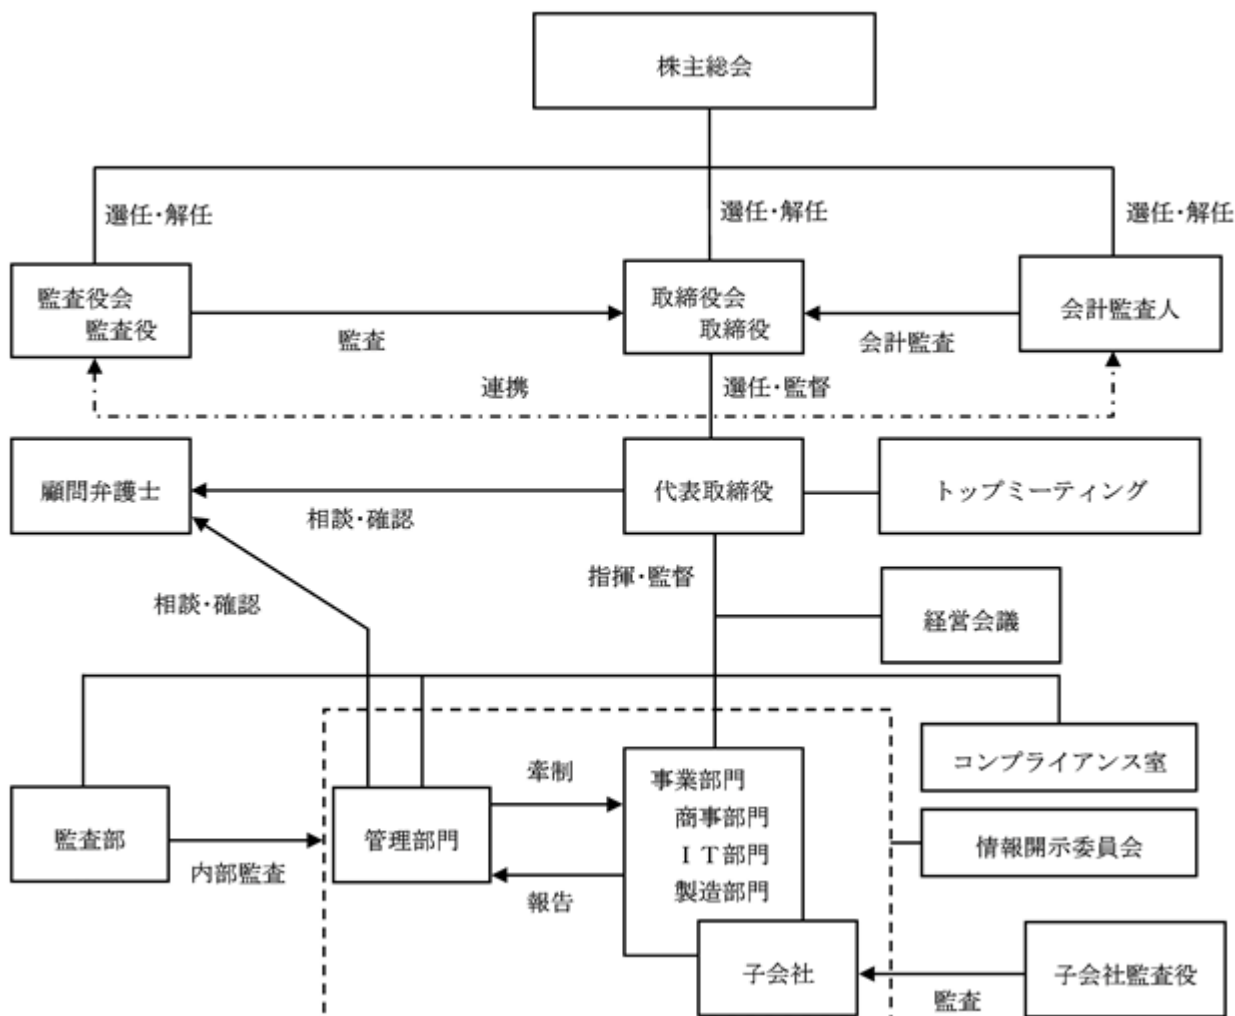 株主総会
選任・解任
選任・解任
選任・解任
監査役会
監査役
取締役会
取締役
会計監査人
監査
会計監査
連携
選任・監督
顧問弁護士
代表取締役
トップミーティング
相談・確認
指揮・監督
相談・確認
経営会議
コンプライアンス室
牽制
事業部門
商事部門
ＩＴ部門
製造部門
監査部
管理部門
情報開示委員会
内部監査
報告
子会社
子会社監査役
監査